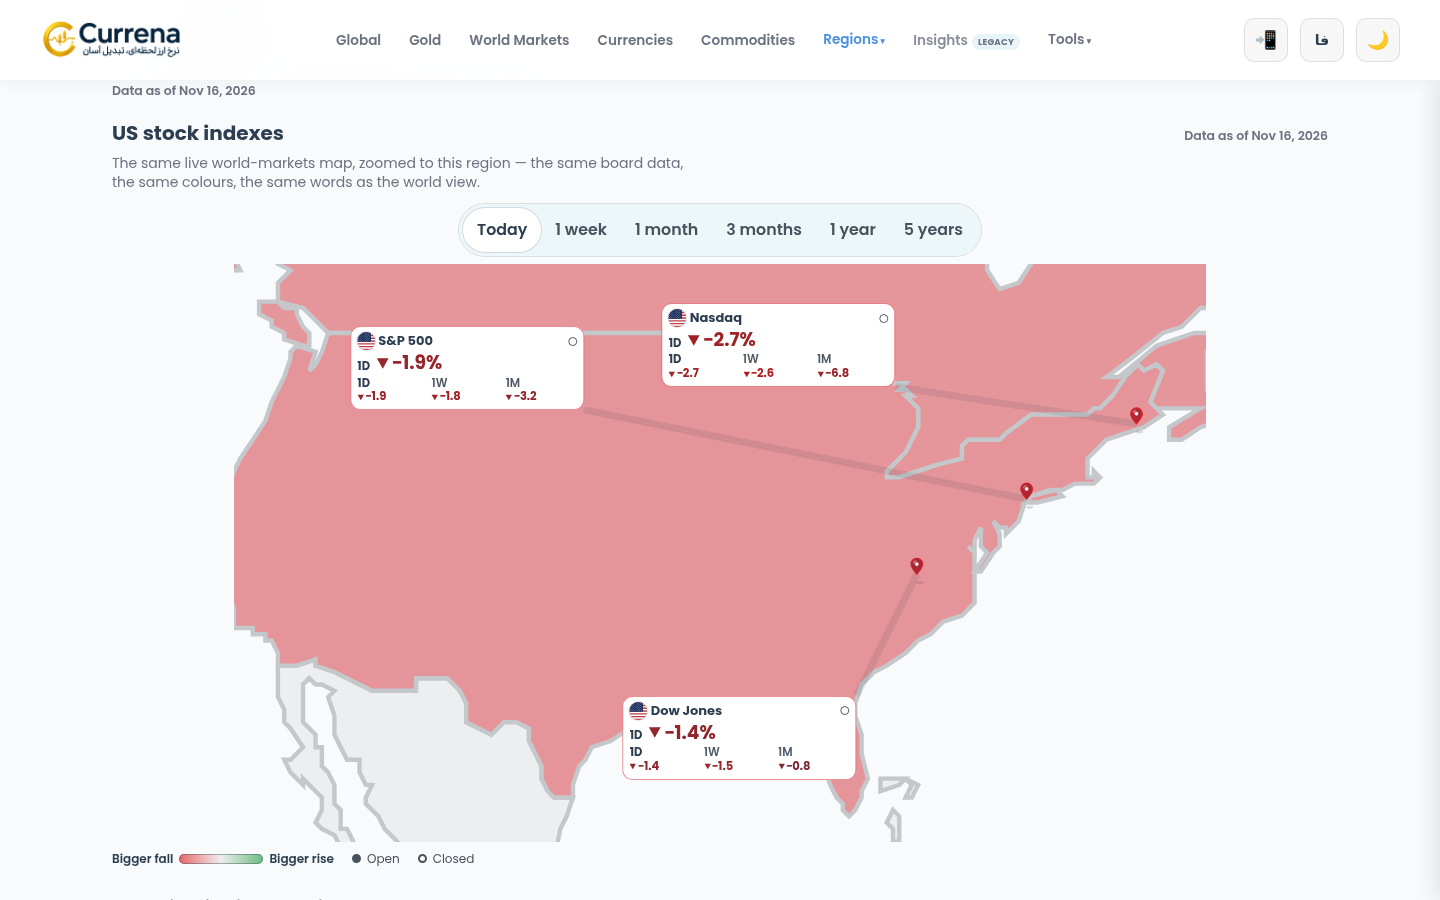 Currena
نرخ ارز لحظه‌ای، تبدیل آسان
Global
Gold
World Markets
Currencies
Commodities
Regions ▾
Insights LEGACY
Tools ▾
فا
Data as of Nov 16, 2026
US stock indexes
Data as of Nov 16, 2026
The same live world-markets map, zoomed to this region — the same board data,
the same colours, the same words as the world view.
Today
1 week
1 month
3 months
1 year
5 years
Nasdaq
1D ▼ −2.7%
1D 1W 1M
▼−2.7 ▼−2.6 ▼−6.8
S&P 500
1D ▼ −1.9%
1D 1W 1M
▼−1.9 ▼−1.8 ▼−3.2
Dow Jones
1D ▼ −1.4%
1D 1W 1M
▼−1.4 ▼−1.5 ▼−0.8
Bigger fall
Bigger rise
Open
Closed